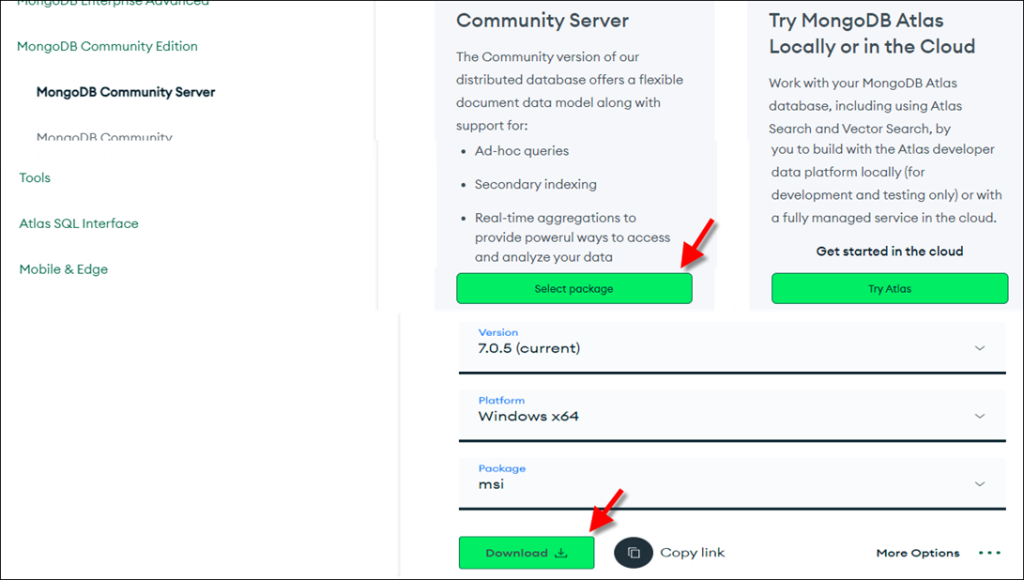 MongoDB Enterprise Advanced
MongoDB Community Edition
MongoDB Community Server
MongoDB Community
Tools
Atlas SQL Interface
Mobile & Edge
Community Server
The Community version of our
distributed database offers a flexible
document data model along with
support for:
• Ad-hoc queries
• Secondary indexing
• Real-time aggregations to
provide powerul ways to access
and analyze your data
Select package
Try MongoDB Atlas
Locally or in the Cloud
Work with your MongoDB Atlas
database, including using Atlas
Search and Vector Search, by
you to build with the Atlas developer
data platform locally (for
development and testing only) or with
a fully managed service in the cloud.
Get started in the cloud
Try Atlas
Version
7.0.5 (current)
Platform
Windows x64
Package
msi
Download
Copy link
More Options